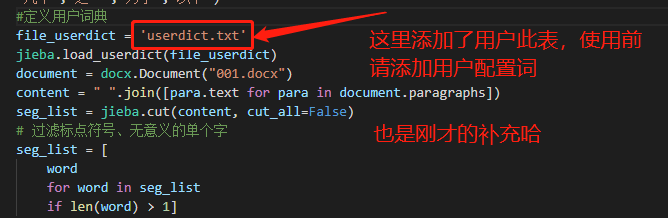 #定义用户词典
file_userdict = 'userdict.txt'
jieba.load_userdict(file_userdict)
document = docx.Document("001.docx")
content = " ".join([para.text for para in document.paragraphs])
seg_list = jieba.cut(content, cut_all=False)
# 过滤标点符号、无意义的单个字
seg_list = [
word
for word in seg_list
if len(word) > 1]
这里添加了用户此表，使用前
请添加用户配置词
也是刚才的补充哈